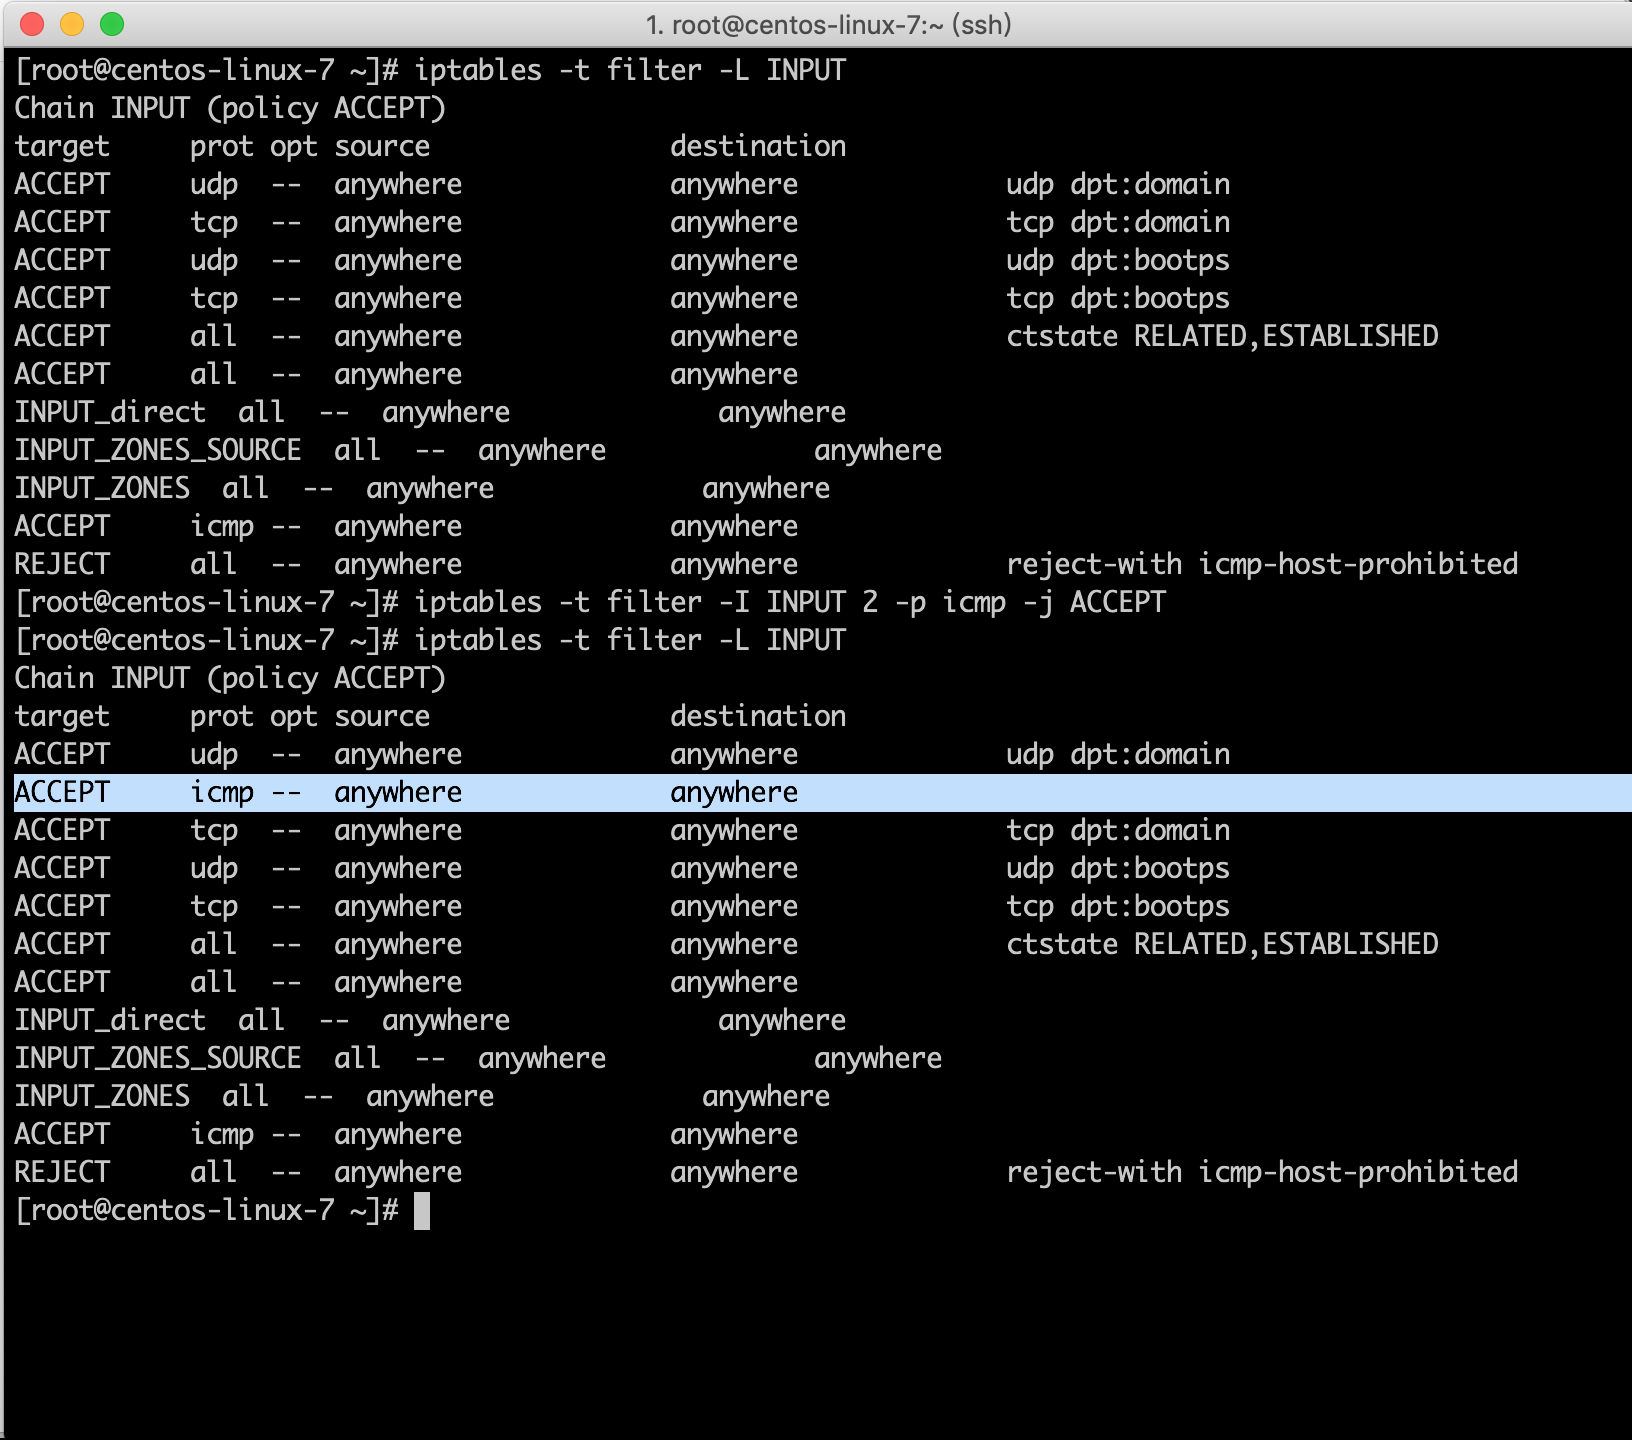 1. root@centos-linux-7:~ (ssh)
[root@centos-linux-7 ~]# iptables -t filter -L INPUT
Chain INPUT (policy ACCEPT)
target     prot opt source               destination
ACCEPT     udp  --  anywhere             anywhere             udp dpt:domain
ACCEPT     tcp  --  anywhere             anywhere             tcp dpt:domain
ACCEPT     udp  --  anywhere             anywhere             udp dpt:bootps
ACCEPT     tcp  --  anywhere             anywhere             tcp dpt:bootps
ACCEPT     all  --  anywhere             anywhere             ctstate RELATED,ESTABLISHED
ACCEPT     all  --  anywhere             anywhere
INPUT_direct  all  --  anywhere             anywhere
INPUT_ZONES_SOURCE  all  --  anywhere             anywhere
INPUT_ZONES  all  --  anywhere             anywhere
ACCEPT     icmp --  anywhere             anywhere
REJECT     all  --  anywhere             anywhere             reject-with icmp-host-prohibited
[root@centos-linux-7 ~]# iptables -t filter -I INPUT 2 -p icmp -j ACCEPT
[root@centos-linux-7 ~]# iptables -t filter -L INPUT
Chain INPUT (policy ACCEPT)
target     prot opt source               destination
ACCEPT     udp  --  anywhere             anywhere             udp dpt:domain
ACCEPT     icmp --  anywhere             anywhere
ACCEPT     tcp  --  anywhere             anywhere             tcp dpt:domain
ACCEPT     udp  --  anywhere             anywhere             udp dpt:bootps
ACCEPT     tcp  --  anywhere             anywhere             tcp dpt:bootps
ACCEPT     all  --  anywhere             anywhere             ctstate RELATED,ESTABLISHED
ACCEPT     all  --  anywhere             anywhere
INPUT_direct  all  --  anywhere             anywhere
INPUT_ZONES_SOURCE  all  --  anywhere             anywhere
INPUT_ZONES  all  --  anywhere             anywhere
ACCEPT     icmp --  anywhere             anywhere
REJECT     all  --  anywhere             anywhere             reject-with icmp-host-prohibited
[root@centos-linux-7 ~]#